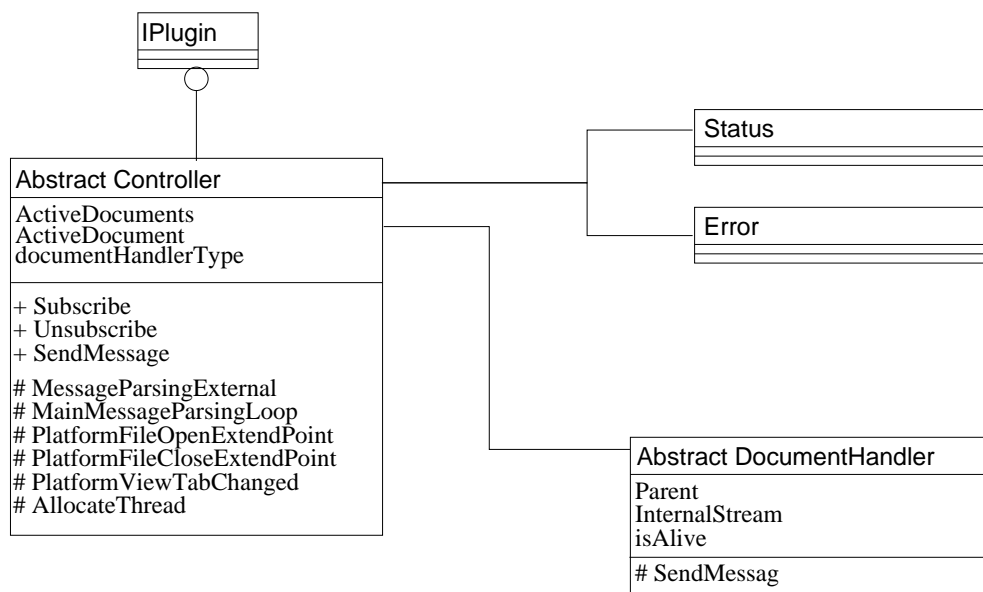 IPlugin
Status
Abstract Controller
ActiveDocuments
ActiveDocument
documentHandlerType
Error
+ Subscribe
+ Unsubscribe
+ SendMessage
# MessageParsingExternal
# MainMessageParsingLoop
# PlatformFileOpenExtendPoint
# PlatformFileCloseExtendPoint
# PlatformViewTabChanged
# AllocateThread
Abstract DocumentHandler
Parent
InternalStream
isAlive
# SendMessag